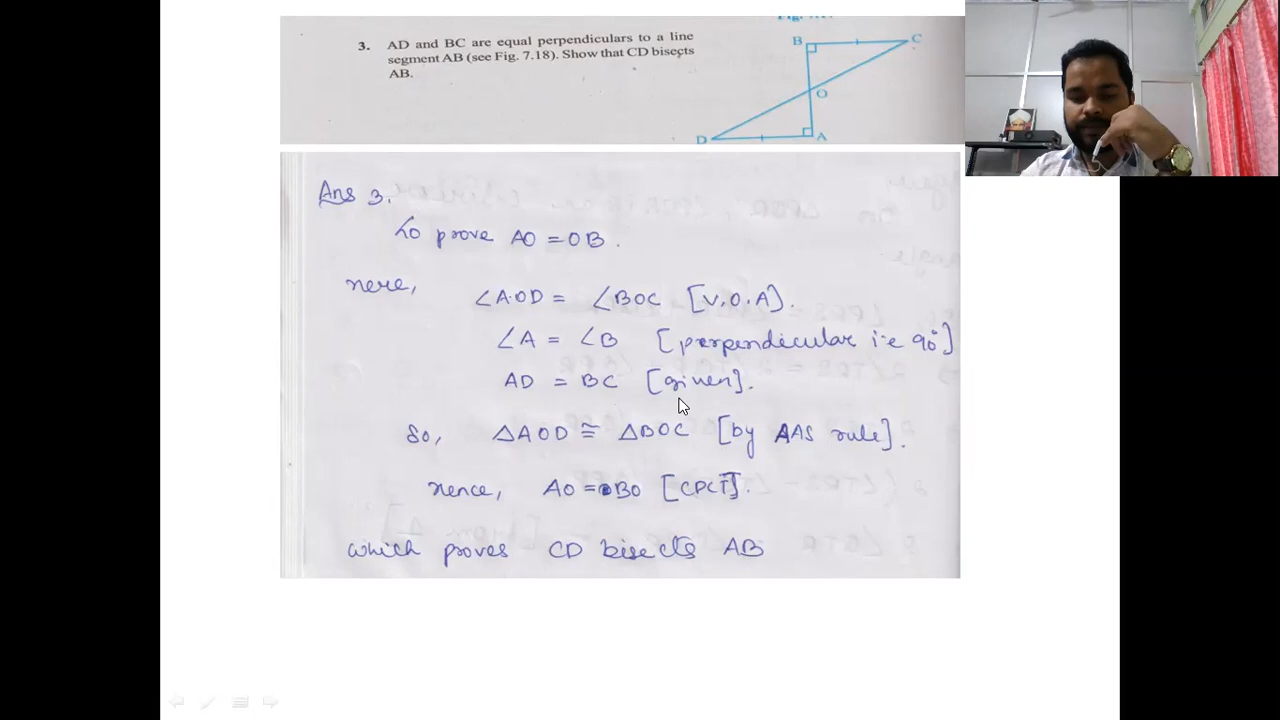 3. AD and BC are equal perpendiculars to a line
segment AB (see Fig. 7.18). Show that CD bisects
AB.
B
C
O
D
A
Ans 3.
To prove AO = OB.
Here,
∠AOD = ∠BOC [V.O.A].
∠A = ∠B [perpendicular i.e 90°]
AD = BC [given].
So, △AOD ≅ △BOC [by AAS rule].
Hence, AO = BO [CPCT].
which proves CD bisects AB